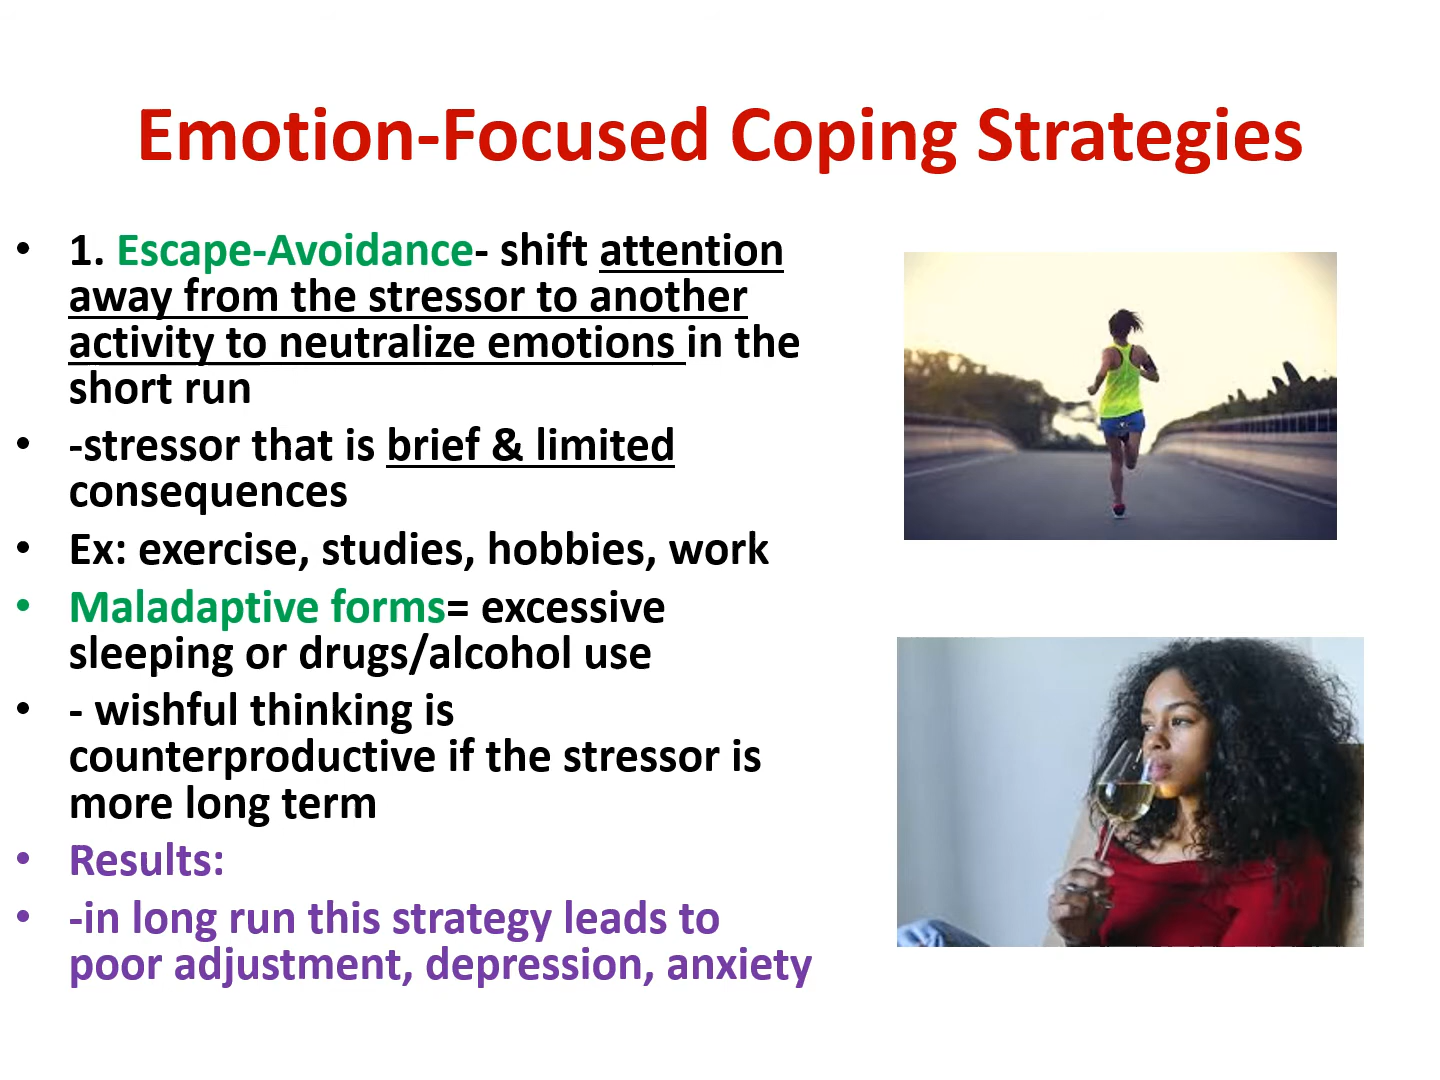 Emotion-Focused Coping Strategies
• 1. Escape-Avoidance- shift attention
away from the stressor to another
activity to neutralize emotions in the
short run
• -stressor that is brief & limited
consequences
• Ex: exercise, studies, hobbies, work
• Maladaptive forms= excessive
sleeping or drugs/alcohol use
• - wishful thinking is
counterproductive if the stressor is
more long term
• Results:
• -in long run this strategy leads to
poor adjustment, depression, anxiety